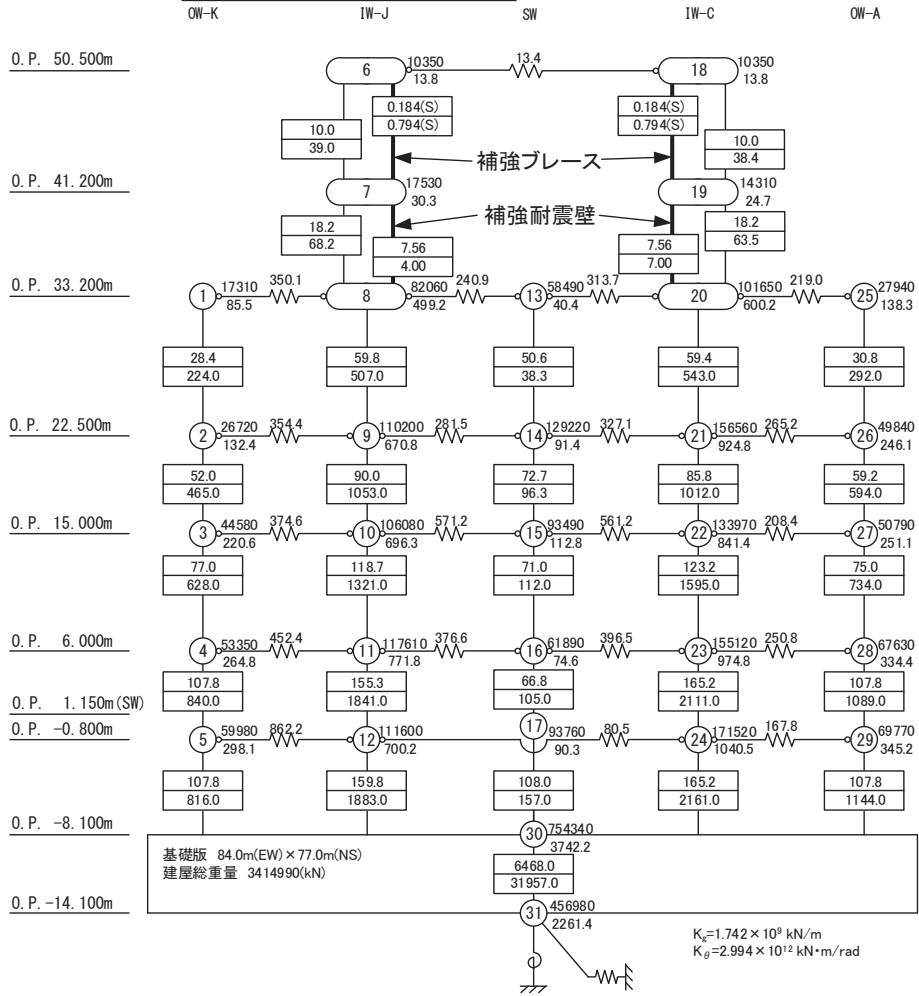 OW-K IW-J SW IW-C OW-A
O.P. 50.500m 6 10350 13.4 18 10350
13.8 13.8
0.184(S) 0.184(S)
0.794(S) 0.794(S)
10.0 10.0
39.0 38.4
補強ブレース
O.P. 41.200m 7 17530 19 14310
30.3 24.7
補強耐震壁
18.2 18.2
68.2 63.5
7.56 7.56
4.00 7.00
O.P. 33.200m 1 17310 350.1 8 82060 240.9 13 58490 313.7 20 101650 219.0 25 27940
85.5 499.2 40.4 600.2 138.3
28.4 59.8 50.6 59.4 30.8
224.0 507.0 38.3 543.0 292.0
O.P. 22.500m 2 26720 354.4 9 110200 281.5 14 129220 327.1 21 156560 265.2 26 49840
132.4 670.8 91.4 924.8 246.1
52.0 90.0 72.7 85.8 59.2
465.0 1053.0 96.3 1012.0 594.0
O.P. 15.000m 3 44580 374.6 10 106080 571.2 15 93490 561.2 22 133970 208.4 27 50790
220.6 696.3 112.8 841.4 251.1
77.0 118.7 71.0 123.2 75.0
628.0 1321.0 112.0 1595.0 734.0
O.P. 6.000m 4 53350 452.4 11 117610 376.6 16 61890 396.5 23 155120 250.8 28 67630
264.8 771.8 74.6 974.8 334.4
107.8 155.3 66.8 165.2 107.8
840.0 1841.0 105.0 2111.0 1089.0
O.P. 1.150m(SW)
O.P. -0.800m 5 59980 862.2 12 111600 17 93760 80.5 24 171520 167.8 29 69770
298.1 700.2 90.3 1040.5 345.2
107.8 159.8 108.0 165.2 107.8
816.0 1883.0 157.0 2161.0 1144.0
O.P. -8.100m 30 754340
3742.2
基礎版 84.0m(EW)×77.0m(NS)
建屋総重量 3414990(kN)
6468.0
31957.0
O.P. -14.100m 31 456980
2261.4
Kg=1.742×10⁹ kN/m
Kθ=2.994×10¹² kN・m/rad